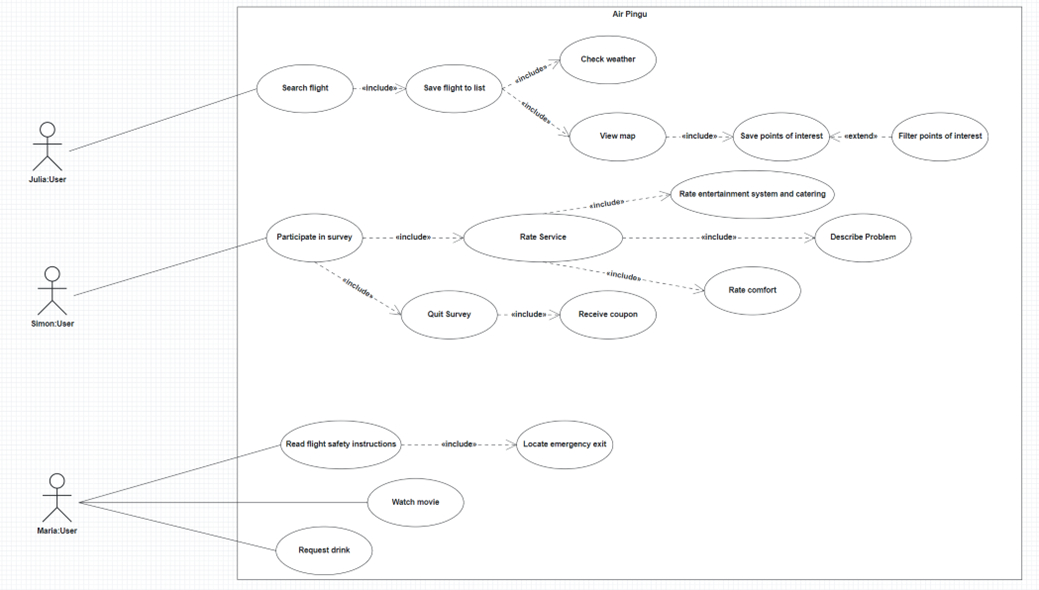 Air Pingu
Check weather
«include»
Search flight
«include»
Save flight to list
«include»
View map
«include»
Save points of interest
«extend»
Filter points of interest
Julia:User
Rate entertainment system and catering
«include»
Participate in survey
«include»
Rate Service
«include»
Describe Problem
«include»
Rate comfort
«include»
Quit Survey
«include»
Receive coupon
Simon:User
Read flight safety instructions
«include»
Locate emergency exit
Watch movie
Maria:User
Request drink